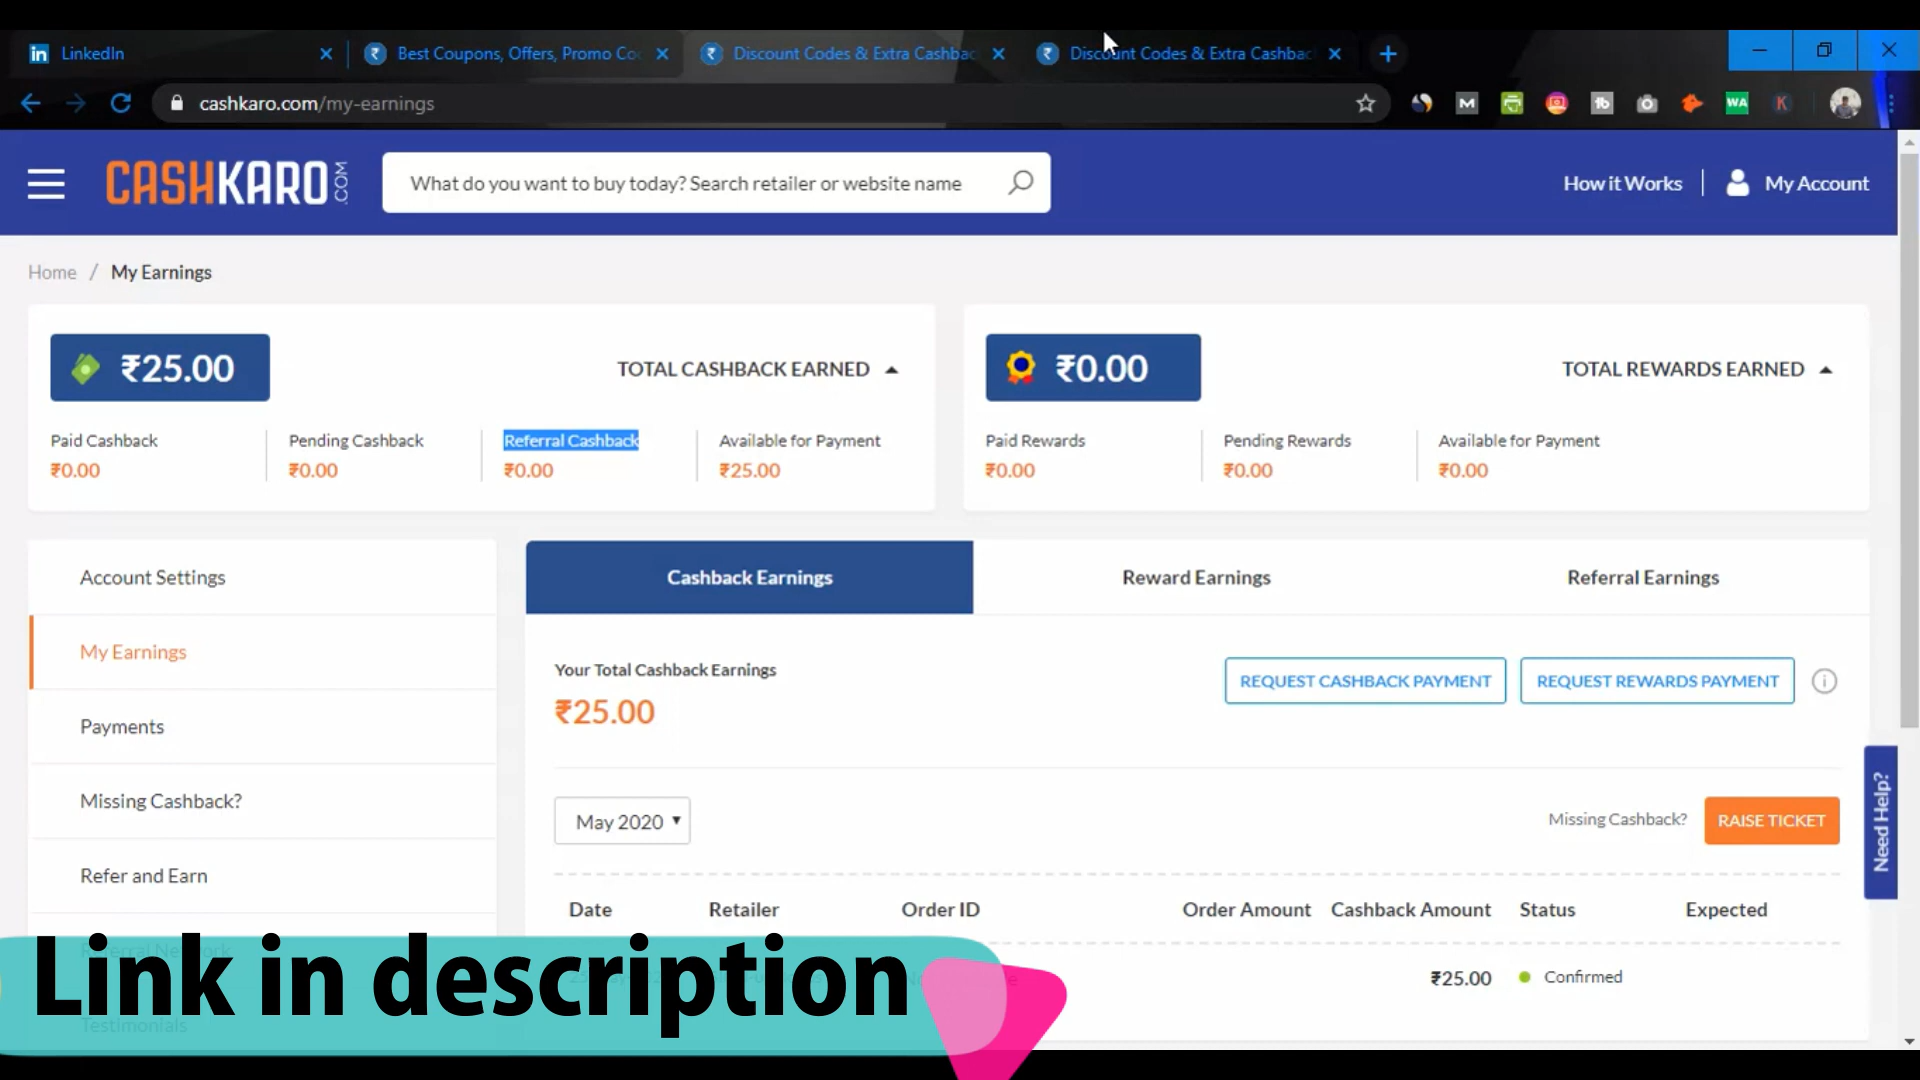 LinkedIn
Best Coupons, Offers, Promo Co
Discount Codes & Extra Cashbac
Discount Codes & Extra Cashbac
cashkaro.com/my-earnings
CASHKARO.COM
What do you want to buy today? Search retailer or website name
How it Works
My Account
Home / My Earnings
₹25.00
TOTAL CASHBACK EARNED
Paid Cashback
₹0.00
Pending Cashback
₹0.00
Referral Cashback
₹0.00
Available for Payment
₹25.00
₹0.00
TOTAL REWARDS EARNED
Paid Rewards
₹0.00
Pending Rewards
₹0.00
Available for Payment
₹0.00
Account Settings
My Earnings
Payments
Missing Cashback?
Refer and Earn
Referral Network
Testimonials
Cashback Earnings
Reward Earnings
Referral Earnings
Your Total Cashback Earnings
₹25.00
REQUEST CASHBACK PAYMENT
REQUEST REWARDS PAYMENT
May 2020
Missing Cashback?
RAISE TICKET
Date Retailer Order ID Order Amount Cashback Amount Status Expected
₹25.00 Confirmed
Need Help?
Link in description